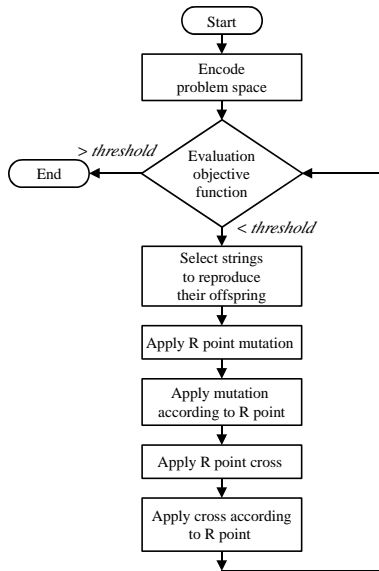 Start
Encode
problem space
> threshold
Evaluation
objective
function
End
< threshold
Select strings
to reproduce
their offspring
Apply R point mutation
Apply mutation
according to R point
Apply R point cross
Apply cross according
to R point